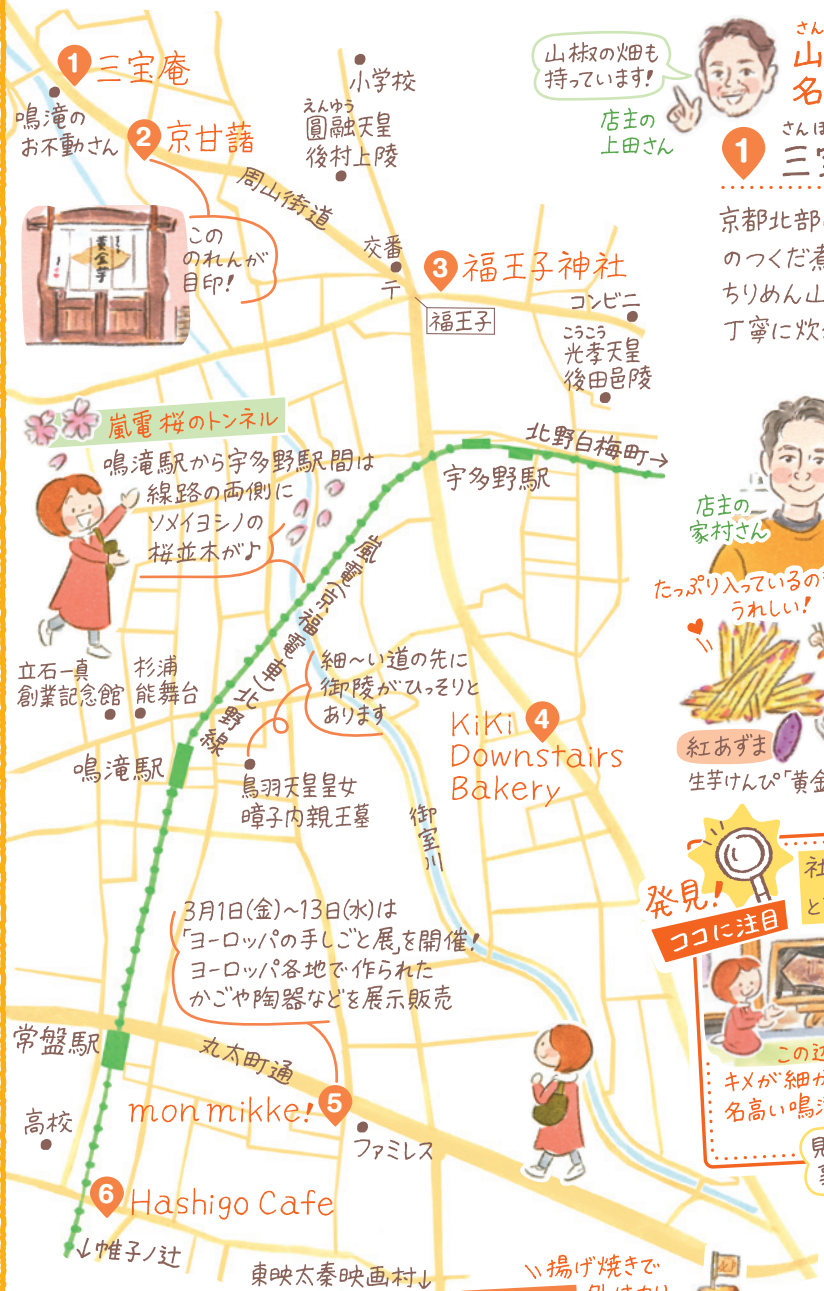 1 三宝庵
鳴滝の
お不動さん
2 京甘藷
小学校
えんゆう
圓融天皇
後村上陵
周山街道
この
のれんが
目印!
黄金芋
交番
〒
3 福王子神社
福王子
コンビニ
こうこう
光孝天皇
後田邑陵
山椒の畑も
持っています!
店主の
上田さん
さん
山
名
1
京都北部
のつくだ煮
ちりめん山
丁寧に炊
嵐電 桜のトンネル
鳴滝駅から宇多野駅間は
線路の両側に
ソメイヨシノの
桜並木が♪
北野白梅町→
宇多野駅
嵐電(京福電車)北野線
店主の
家村さん
たっぷり入っているの
うれしい!
紅あずま
生芋けんぴ「黄金
立石一真
創業記念館
杉浦
能舞台
鳴滝駅
細〜い道の先に
御陵がひっそりと
あります
鳥羽天皇皇女
暲子内親王墓
KiKi 4
Downstairs
Bakery
御室川
発見!
ココに注目
社
と
この辺
キメが細か
名高い鳴滝
見
3月1日(金)〜13日(水)は
「ヨーロッパの手しごと展」を開催!
ヨーロッパ各地で作られた
かごや陶器などを展示販売
常盤駅
丸太町通
mon mikke! 5
ファミレス
高校
6 Hashigo Cafe
↓帷子ノ辻
東映太秦映画村↓
揚げ焼きで